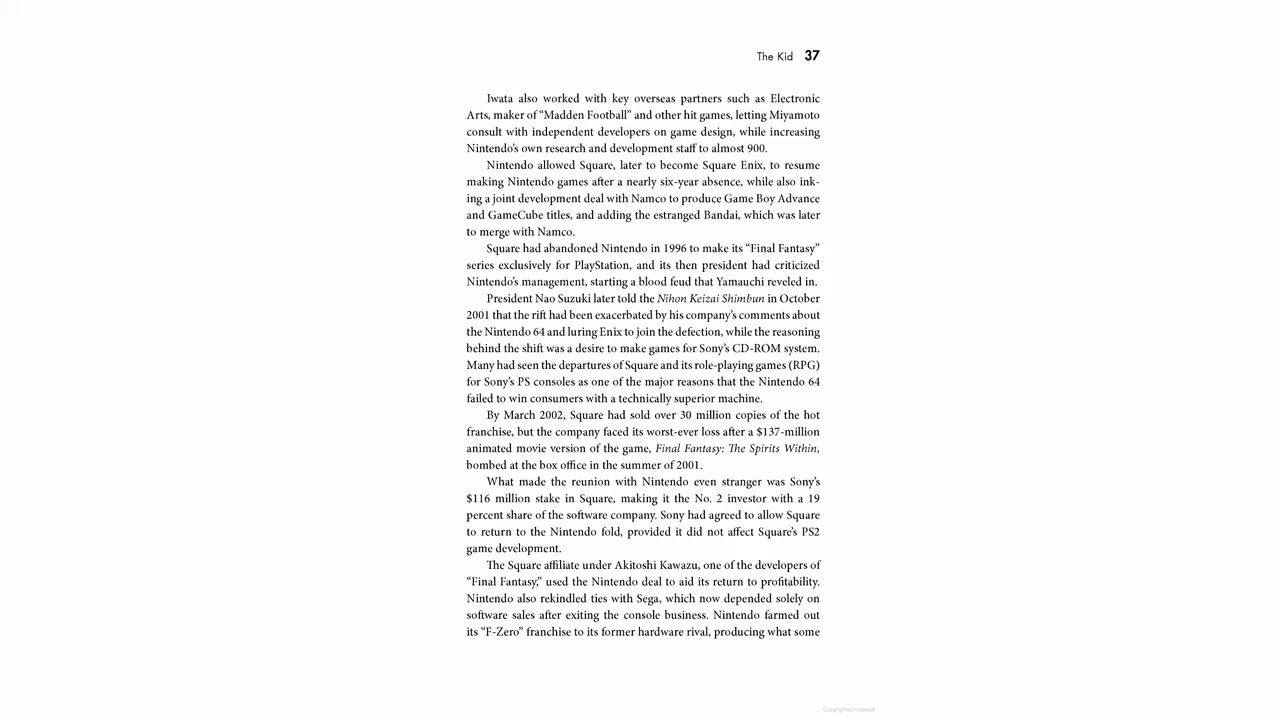 The Kid 37
Iwata also worked with key overseas partners such as Electronic
Arts, maker of “Madden Football” and other hit games, letting Miyamoto
consult with independent developers on game design, while increasing
Nintendo’s own research and development staff to almost 900.
Nintendo allowed Square, later to become Square Enix, to resume
making Nintendo games after a nearly six-year absence, while also ink-
ing a joint development deal with Namco to produce Game Boy Advance
and GameCube titles, and adding the estranged Bandai, which was later
to merge with Namco.
Square had abandoned Nintendo in 1996 to make its “Final Fantasy”
series exclusively for PlayStation, and its then president had criticized
Nintendo’s management, starting a blood feud that Yamauchi reveled in.
President Nao Suzuki later told the Nihon Keizai Shimbun in October
2001 that the rift had been exacerbated by his company’s comments about
the Nintendo 64 and luring Enix to join the defection, while the reasoning
behind the shift was a desire to make games for Sony’s CD-ROM system.
Many had seen the departures of Square and its role-playing games (RPG)
for Sony’s PS consoles as one of the major reasons that the Nintendo 64
failed to win consumers with a technically superior machine.
By March 2002, Square had sold over 30 million copies of the hot
franchise, but the company faced its worst-ever loss after a $137-million
animated movie version of the game, Final Fantasy: The Spirits Within,
bombed at the box office in the summer of 2001.
What made the reunion with Nintendo even stranger was Sony’s
$116 million stake in Square, making it the No. 2 investor with a 19
percent share of the software company. Sony had agreed to allow Square
to return to the Nintendo fold, provided it did not affect Square’s PS2
game development.
The Square affiliate under Akitoshi Kawazu, one of the developers of
“Final Fantasy,” used the Nintendo deal to aid its return to profitability.
Nintendo also rekindled ties with Sega, which now depended solely on
software sales after exiting the console business. Nintendo farmed out
its “F-Zero” franchise to its former hardware rival, producing what some
Copyrighted material